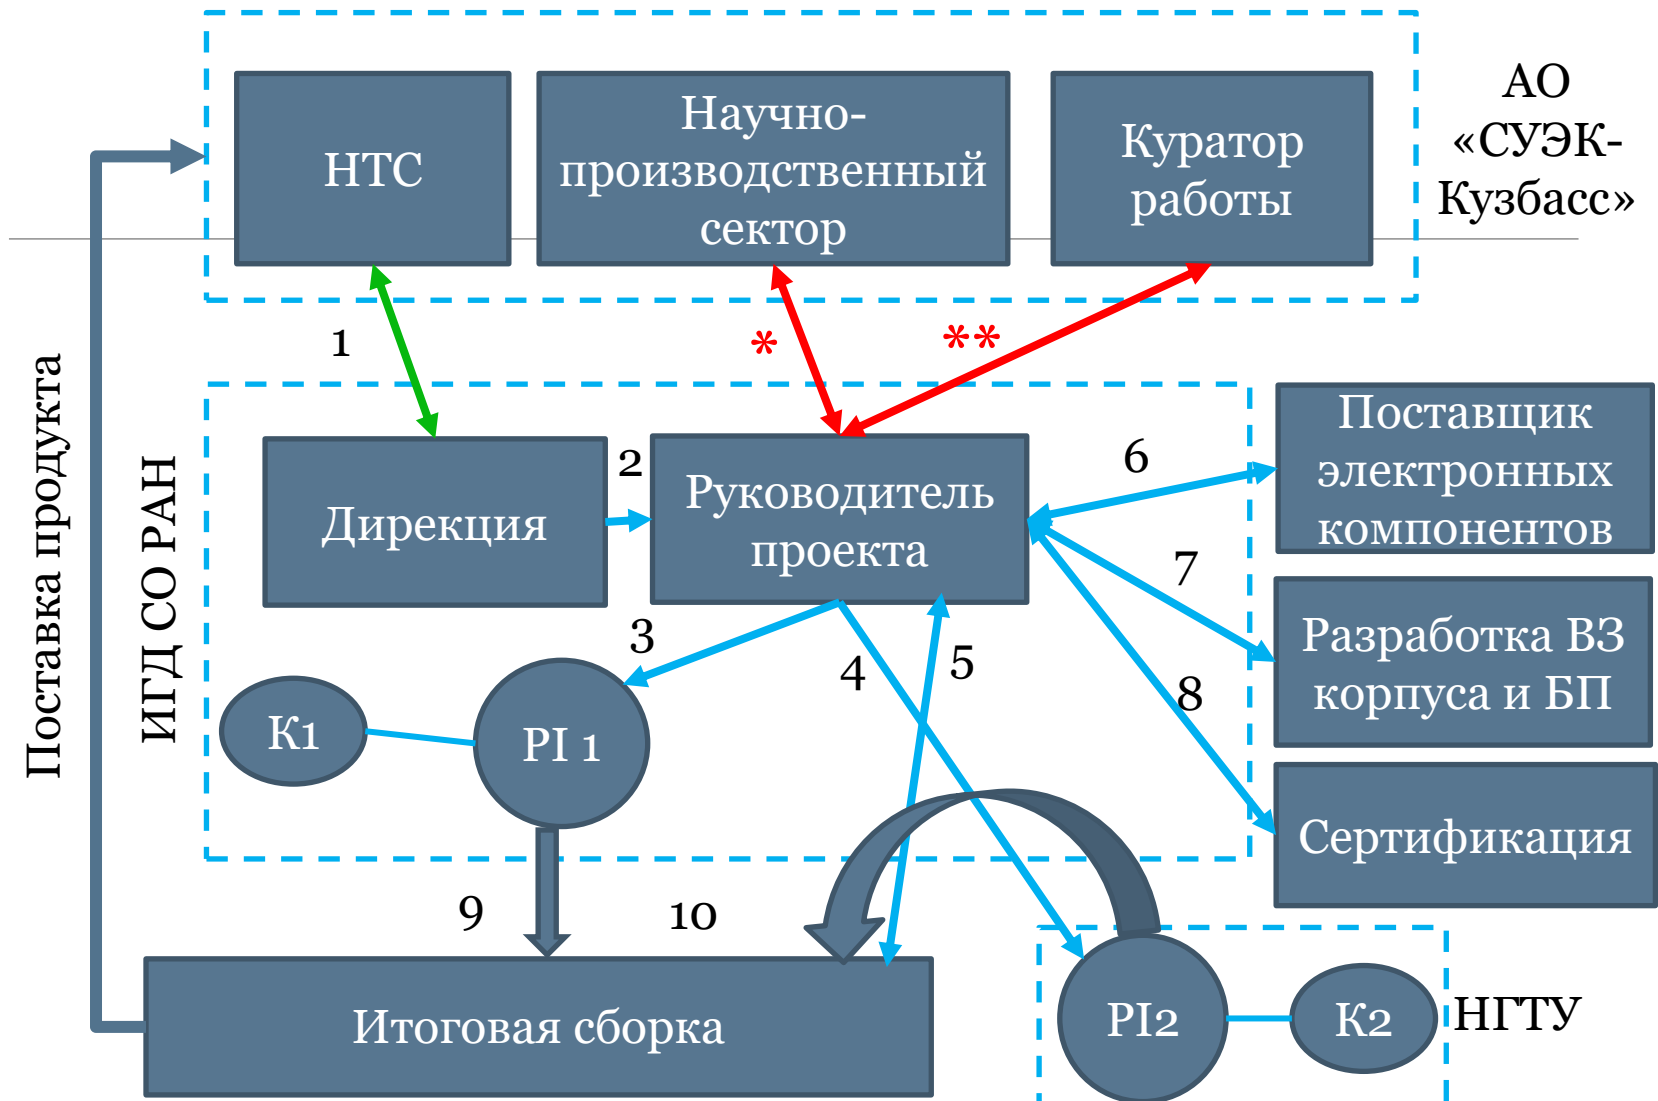 НТС
Научно-
производственный
сектор
Куратор
работы
АО
«СУЭК-
Кузбасс»
1
*
**
Поставка продукта
ИГД СО РАН
Дирекция
2
Руководитель
проекта
6
Поставщик
электронных
компонентов
7
Разработка ВЗ
корпуса и БП
3
4
5
8
К1
PI 1
Сертификация
9
10
Итоговая сборка
PI2
К2
НГТУ